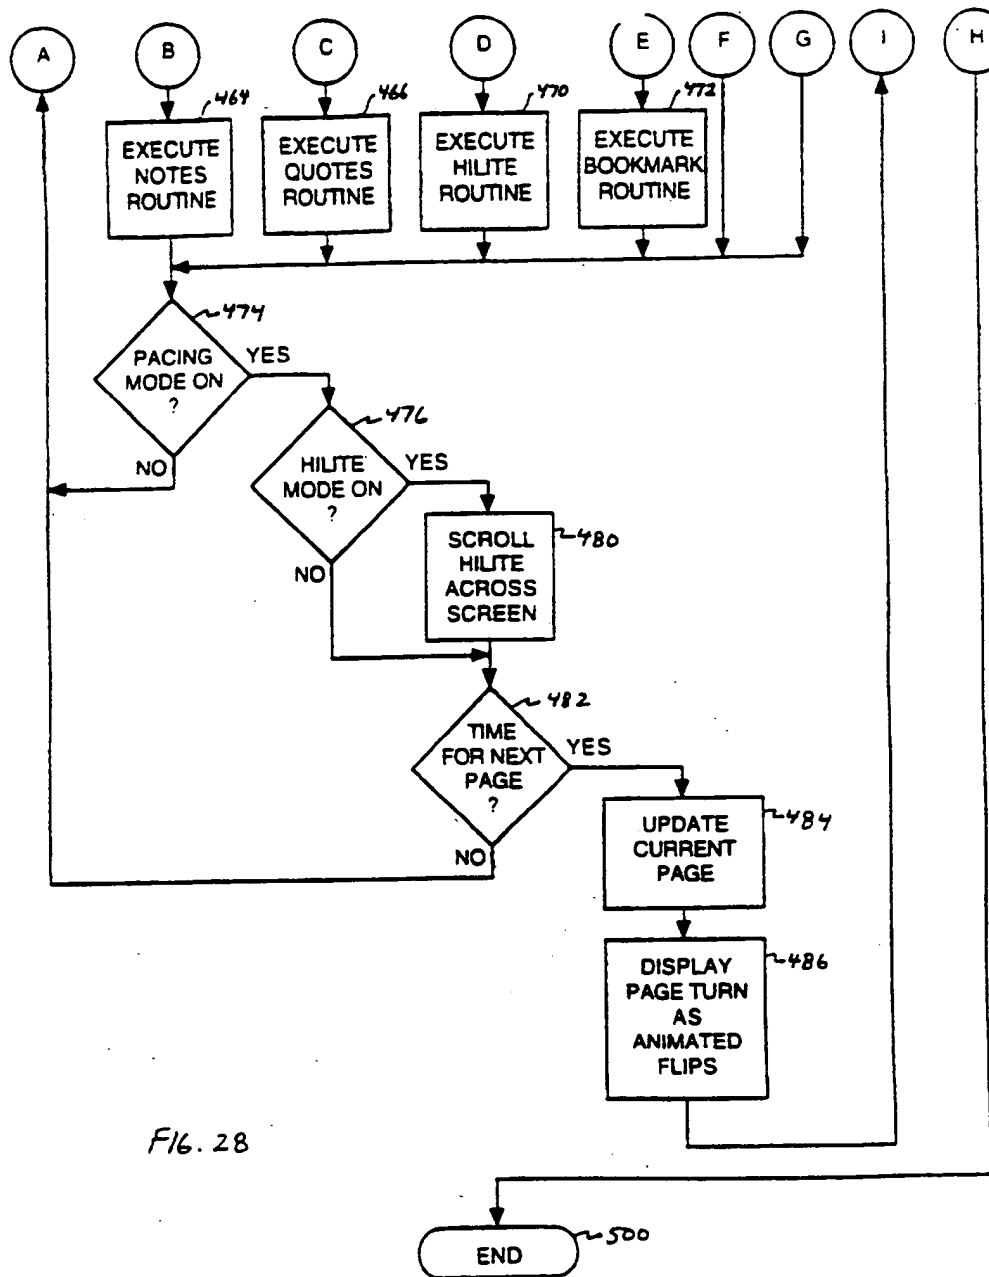 A B C D E F G I H
464 466 470 472
EXECUTE
NOTES
ROUTINE
EXECUTE
QUOTES
ROUTINE
EXECUTE
HILITE
ROUTINE
EXECUTE
BOOKMARK
ROUTINE
474
PACING
MODE ON
?
YES
NO
476
HILITE
MODE ON
?
YES
NO
480
SCROLL
HILITE
ACROSS
SCREEN
482
TIME
FOR NEXT
PAGE
?
YES
NO
484
UPDATE
CURRENT
PAGE
486
DISPLAY
PAGE TURN
AS
ANIMATED
FLIPS
FIG. 28
500
END